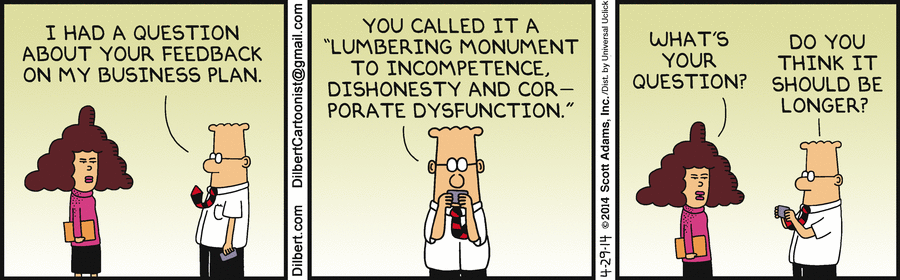 I HAD A QUESTION
ABOUT YOUR FEEDBACK
ON MY BUSINESS PLAN.
Dilbert.com DilbertCartoonist@gmail.com
YOU CALLED IT A
“LUMBERING MONUMENT
TO INCOMPETENCE,
DISHONESTY AND COR–
PORATE DYSFUNCTION.”
4-29-14 ©2014 Scott Adams, Inc. /Dist. by Universal Uclick
WHAT'S
YOUR
QUESTION?
DO YOU
THINK IT
SHOULD BE
LONGER?